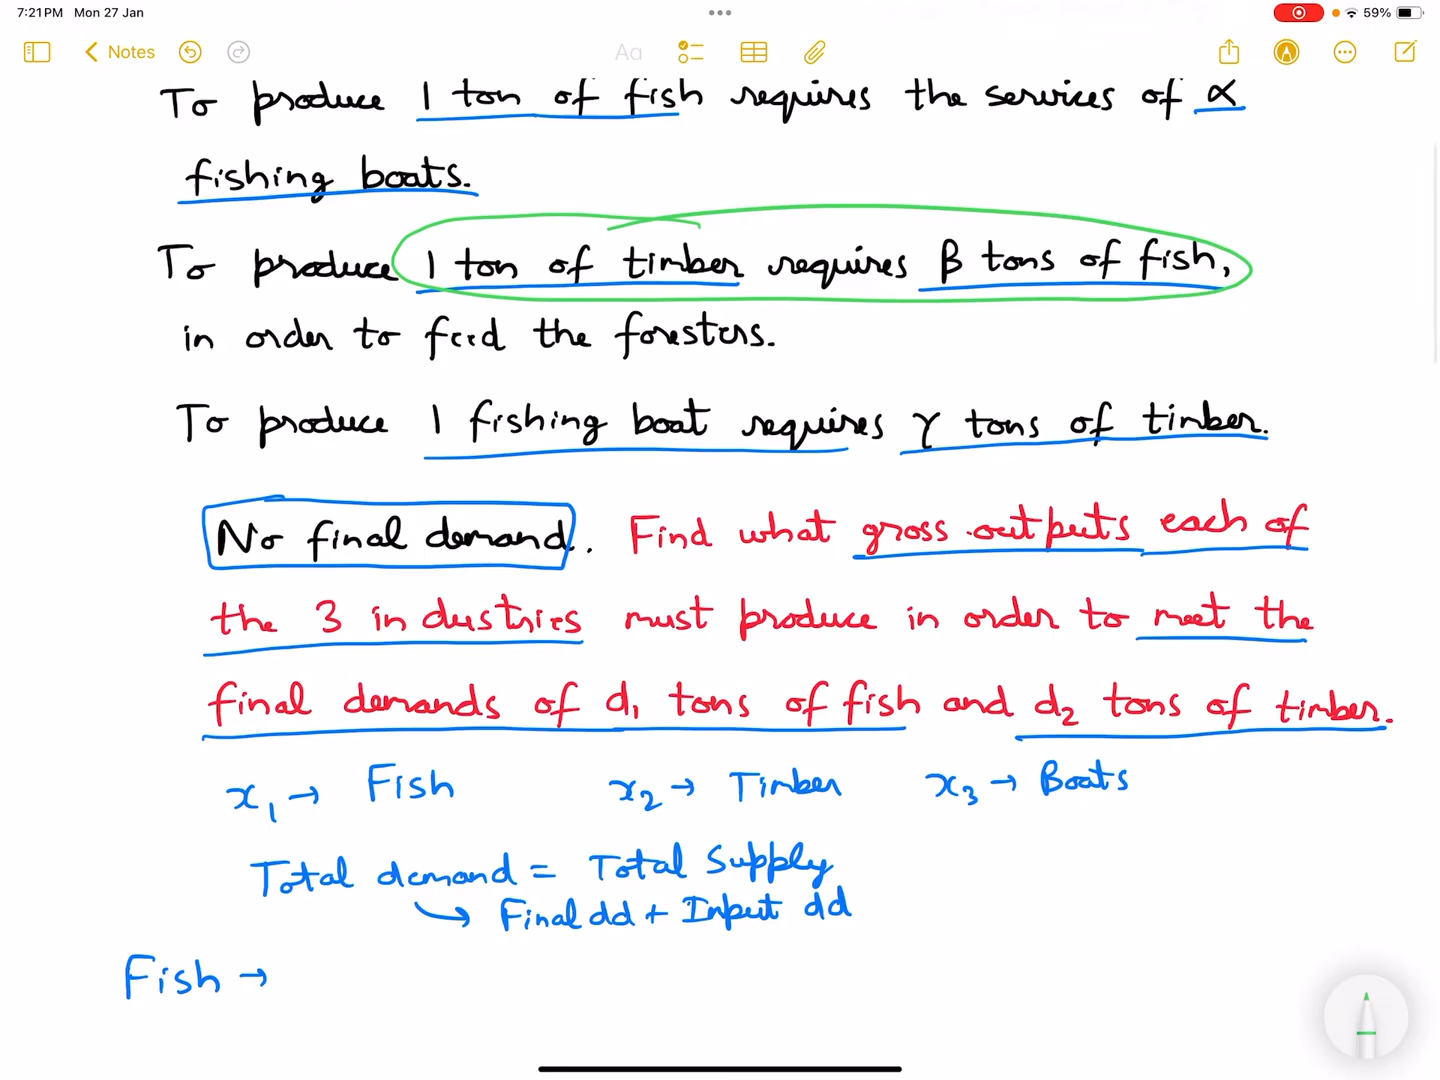 7:21 PM Mon 27 Jan
59%
Notes
Aa
To produce 1 ton of fish requires the services of α
fishing boats.
To produce 1 ton of timber requires β tons of fish,
in order to feed the foresters.
To produce 1 fishing boat requires γ tons of timber.
No final demand. Find what gross outputs each of
the 3 industries must produce in order to meet the
final demands of d₁ tons of fish and d₂ tons of timber.
x₁ → Fish x₂ → Timber x₃ → Boats
Total demand = Total Supply
↳ Final dd + Input dd
Fish →